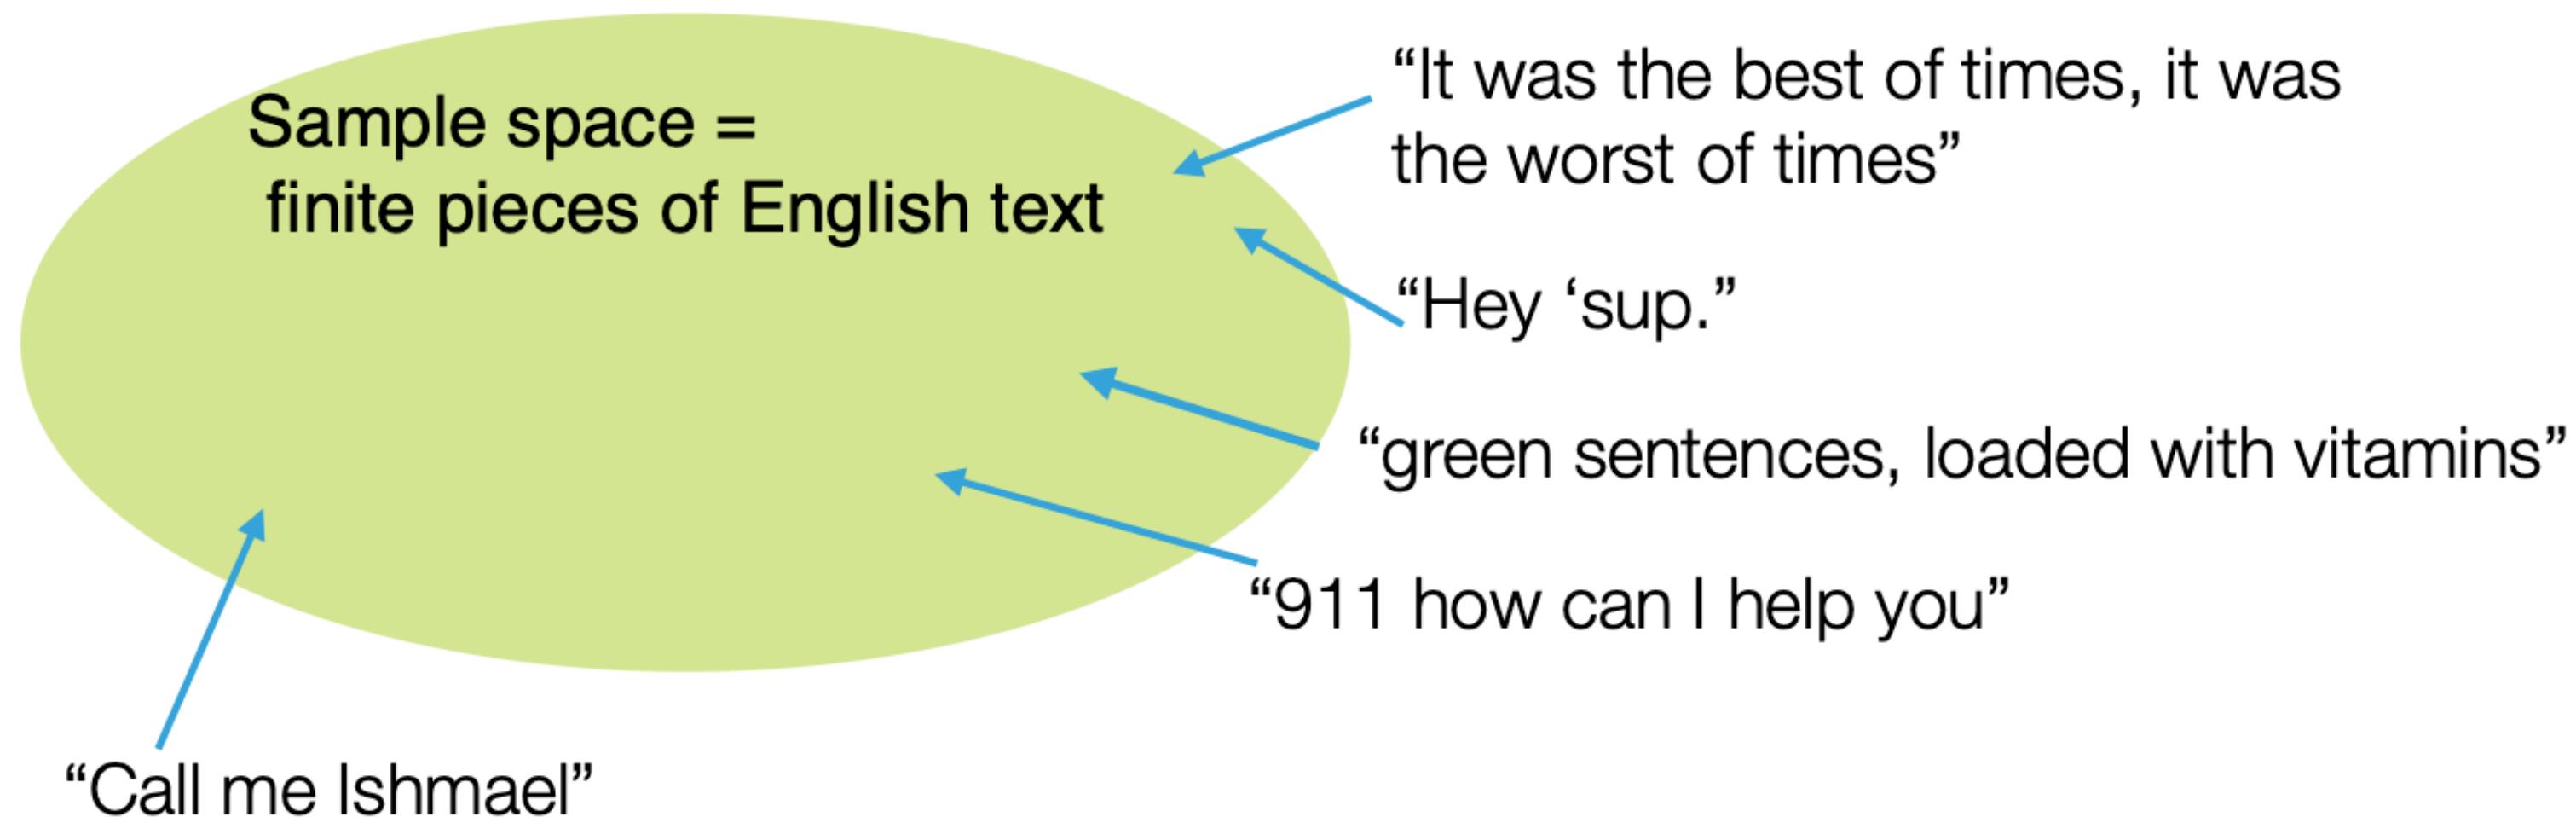 Sample space =
finite pieces of English text
“It was the best of times, it was
the worst of times”
“Hey ‘sup.”
“green sentences, loaded with vitamins”
“911 how can I help you”
“Call me Ishmael”